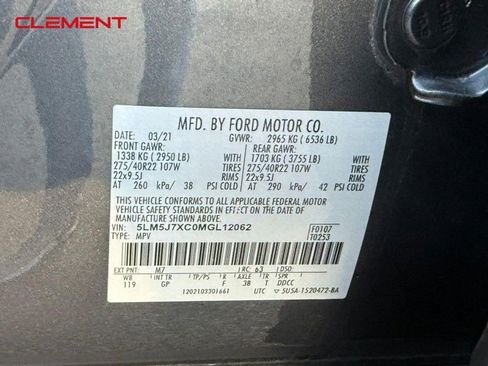 CLEMENT
MFD. BY FORD MOTOR CO.
DATE: 03/21 GVWR: 2965 KG ( 6536 LB)
FRONT GAWR: REAR GAWR:
1338 KG ( 2950 LB) 1703 KG ( 3755 LB)
275/40R22 107W TIRES 275/40R22 107W
22x9.5J RIMS 22x9.5J
AT 260 kPa/ 38 PSI COLD AT 290 kPa/ 42 PSI COLD
THIS VEHICLE CONFORMS TO ALL APPLICABLE FEDERAL MOTOR
VEHICLE SAFETY STANDARDS IN EFFECT ON THE DATE OF
MANUFACTURE SHOWN ABOVE.
VIN: 5LM5J7XC0MGL12062 F0107
TYPE: MPV T0253
EXT PNT: M7 RC: 63 DSO:
WB INT TR TP/PS R AXLE TR SPR
119 GP F 38 T DDCC
1202103301661 UTC 5U5A-1520472-BA